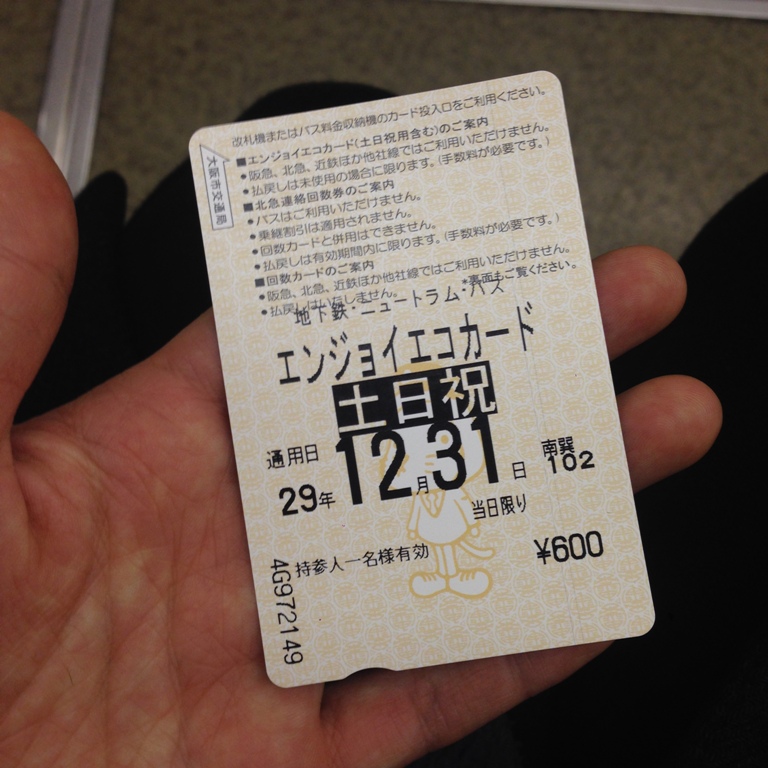 改札機またはバス料金収納機のカード投入口をご利用ください。
大阪市交通局
■エンジョイエコカード(土日祝用含む)のご案内
●阪急、北急、近鉄ほか他社線ではご利用いただけません。
●払戻しは未使用の場合に限ります。(手数料が必要です。)
■北急連絡回数券のご案内
●バスはご利用いただけません。
●乗継割引は適用されません。
●回数カードと併用はできません。
●払戻しは有効期間内に限ります。(手数料が必要です。)
■回数カードのご案内
●阪急、北急、近鉄ほか他社線ではご利用いただけません。
●払戻しはいたしません。
*裏面もご覧ください。
地下鉄・ニュートラム・バス
エンジョイエコカード
土日祝
通用日
29年 12月 31日
南巽
102
当日限り
持参人一名様有効
¥600
4G972149